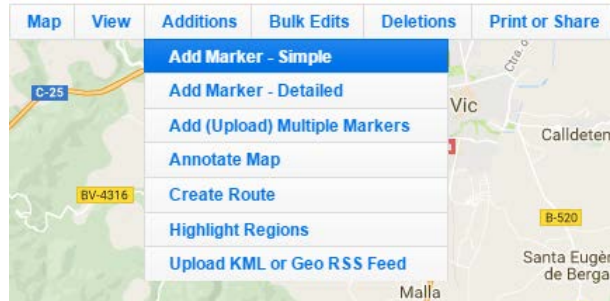 Map View Additions Bulk Edits Deletions Print or Share
Add Marker - Simple
Ctra. d
C-25
Add Marker - Detailed
Vic
Add (Upload) Multiple Markers
Calldeten
Annotate Map
BV-4316
Create Route
B-520
Highlight Regions
Santa Eugèn
de Berga
Upload KML or Geo RSS Feed
Malla